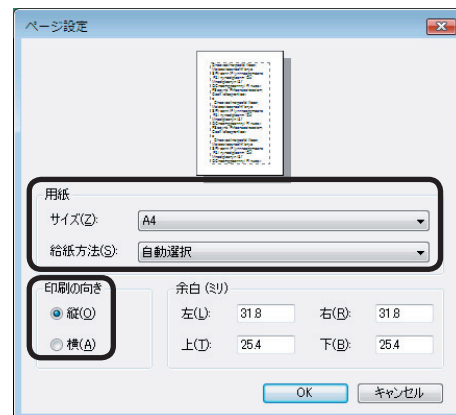 ページ設定
用紙
サイズ(Z): A4
給紙方法(S): 自動選択
印刷の向き
縦(O)
横(A)
余白 (ミリ)
左(L): 31.8 右(R): 31.8
上(T): 25.4 下(B): 25.4
OK キャンセル